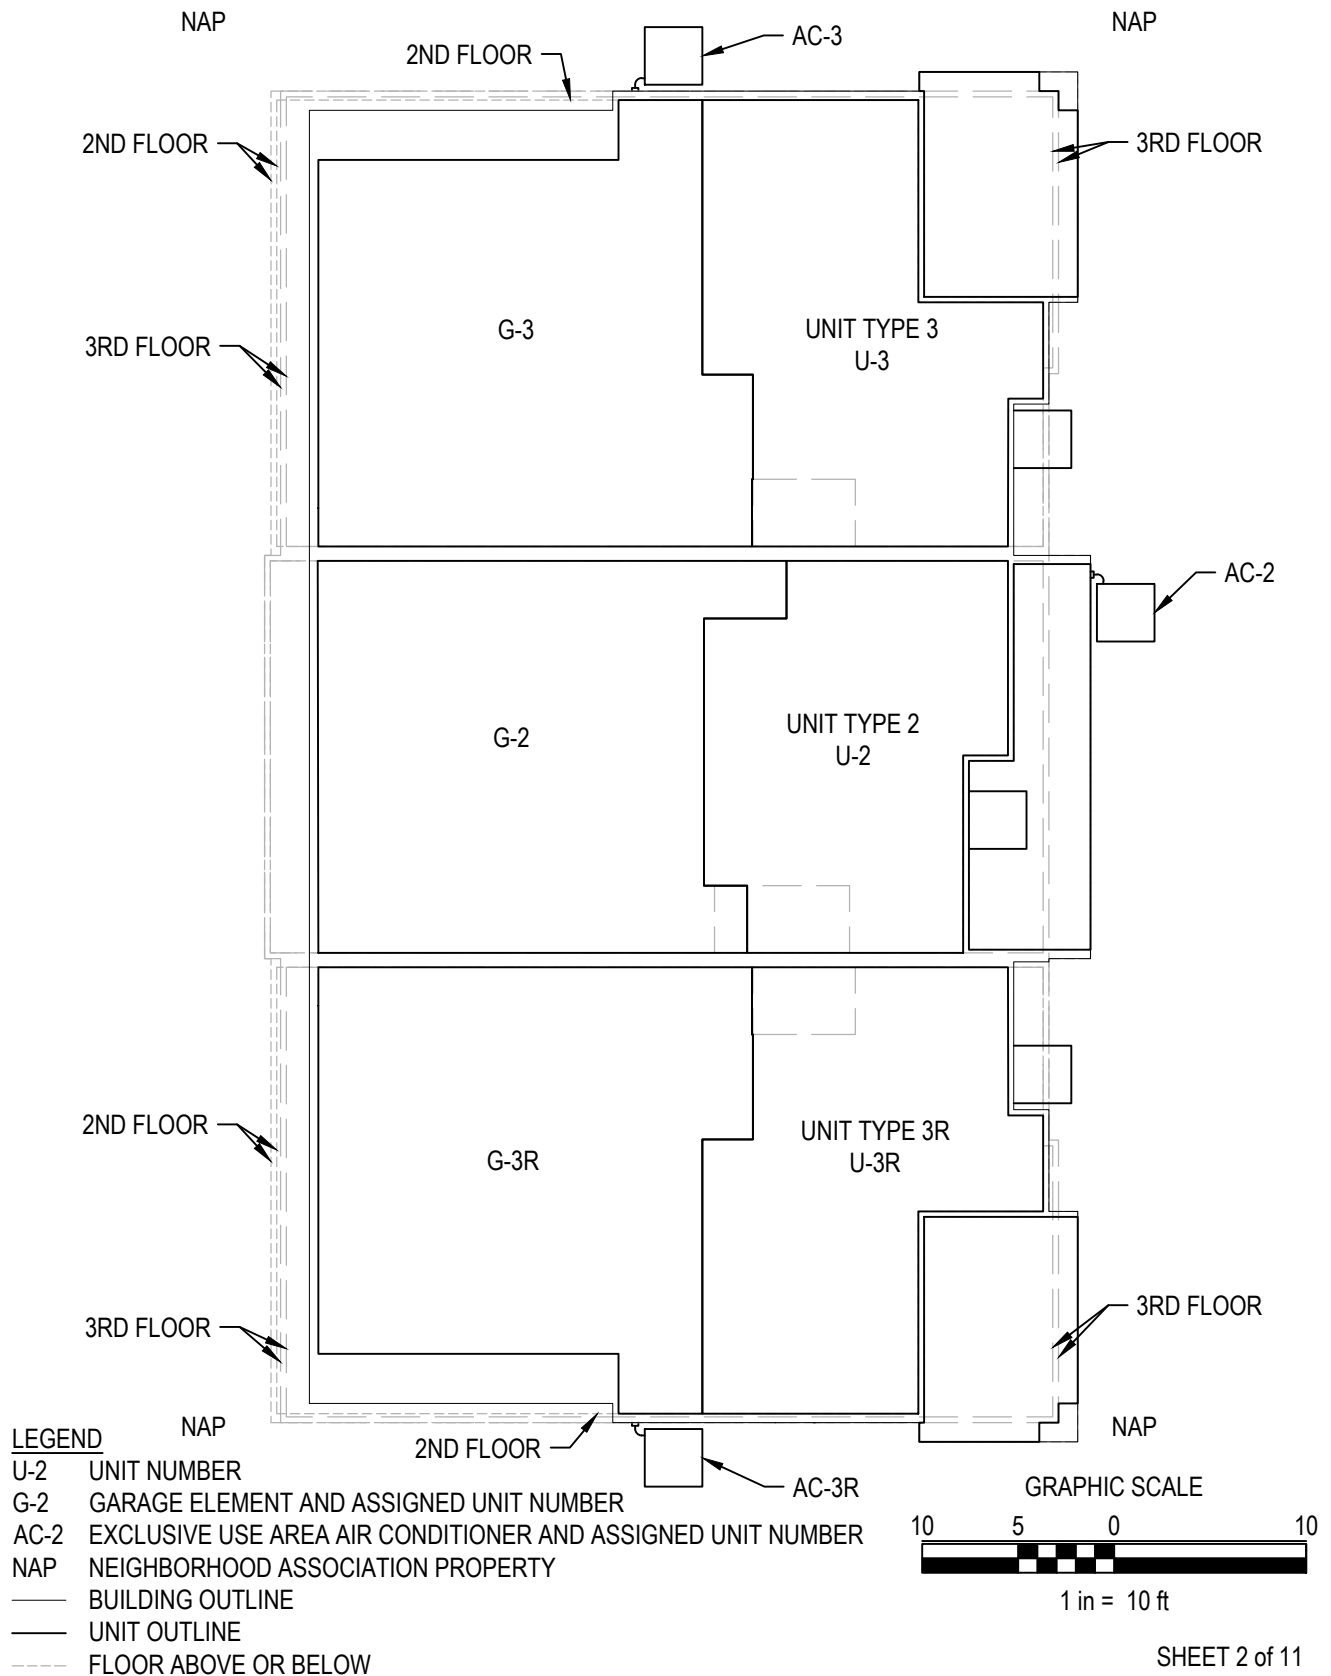 NAP
NAP
AC-3
2ND FLOOR
2ND FLOOR
3RD FLOOR
G-3
UNIT TYPE 3
U-3
3RD FLOOR
AC-2
UNIT TYPE 2
U-2
G-2
2ND FLOOR
UNIT TYPE 3R
U-3R
G-3R
3RD FLOOR
3RD FLOOR
NAP
NAP
2ND FLOOR
AC-3R
LEGEND
U-2 UNIT NUMBER
G-2 GARAGE ELEMENT AND ASSIGNED UNIT NUMBER
AC-2 EXCLUSIVE USE AREA AIR CONDITIONER AND ASSIGNED UNIT NUMBER
NAP NEIGHBORHOOD ASSOCIATION PROPERTY
BUILDING OUTLINE
UNIT OUTLINE
FLOOR ABOVE OR BELOW
GRAPHIC SCALE
10 5 0 10
1 in = 10 ft
SHEET 2 of 11